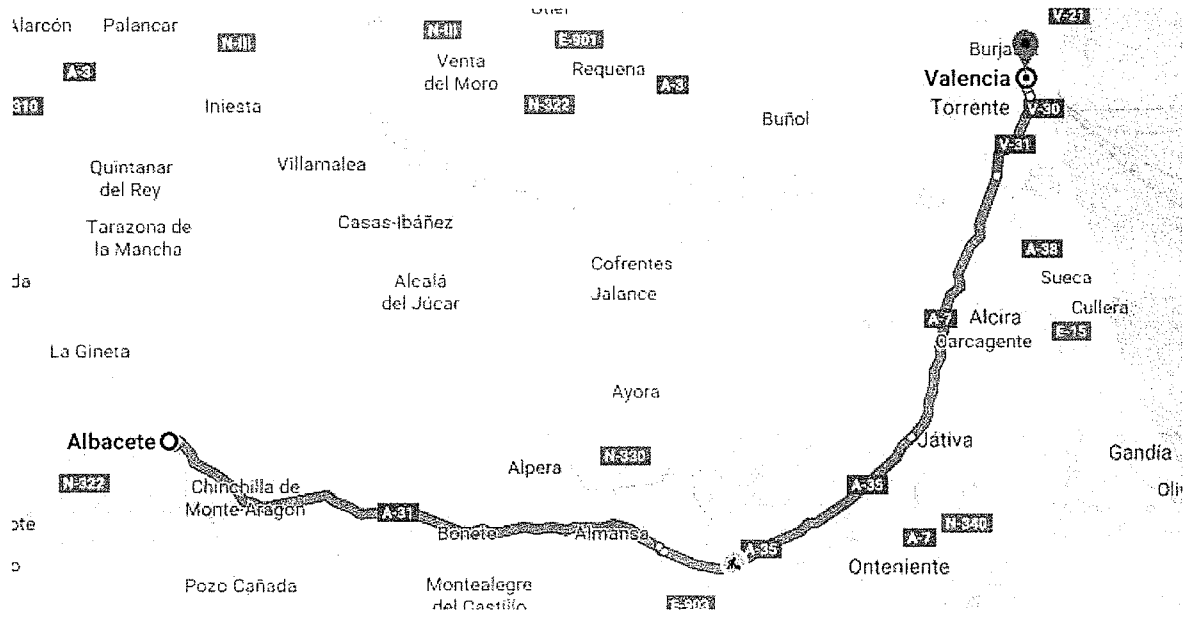 V-21
Palancar
N-III
N-III
E-901
Venta
del Moro
Requena
A-3
A-3
Valencia
Iniesta
N-322
Buñol
Torrente
V-30
V-31
Quintanar
del Rey
Villamalea
Tarazona de
la Mancha
Casas-Ibáñez
A-38
Cofrentes
Sueca
Alcalá
del Júcar
Jalance
Cullera
A-7
Alcira
E-15
Carcagente
La Gineta
Ayora
Albacete
Játiva
Gandía
N-330
Alpera
N-322
Chinchilla de
Monte Aragón
A-35
A-31
N-340
Bonete
Almansa
A-7
A-35
Onteniente
Pozo Cañada
Montealegre
del Castillo
E-903